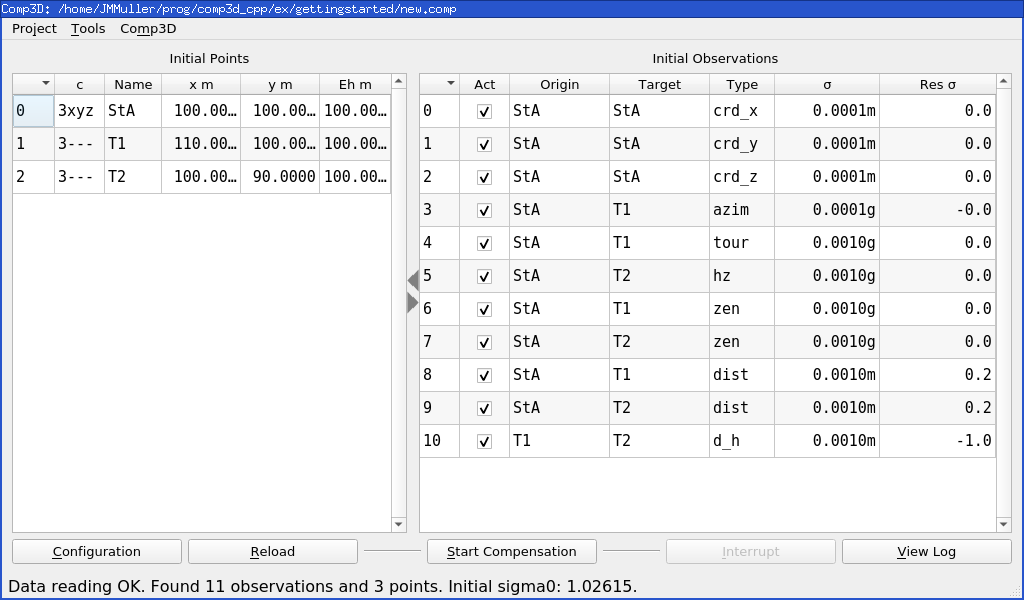 Comp3D: /home/JMMuller/prog/comp3d_cpp/ex/gettingstarted/new.comp
Project Tools Comp3D
Initial Points
c Name x m y m Eh m
0 3xyz StA 100.00… 100.00… 100.00…
1 3--- T1 110.00… 100.00… 100.00…
2 3--- T2 100.00… 90.0000 100.00…
Initial Observations
Act Origin Target Type σ Res σ
0 StA StA crd_x 0.0001m 0.0
1 StA StA crd_y 0.0001m 0.0
2 StA StA crd_z 0.0001m 0.0
3 StA T1 azim 0.0001g -0.0
4 StA T1 tour 0.0010g 0.0
5 StA T2 hz 0.0010g 0.0
6 StA T1 zen 0.0010g 0.0
7 StA T2 zen 0.0010g 0.0
8 StA T1 dist 0.0010m 0.2
9 StA T2 dist 0.0010m 0.2
10 T1 T2 d_h 0.0010m -1.0
Configuration Reload Start Compensation Interrupt View Log
Data reading OK. Found 11 observations and 3 points. Initial sigma0: 1.02615.